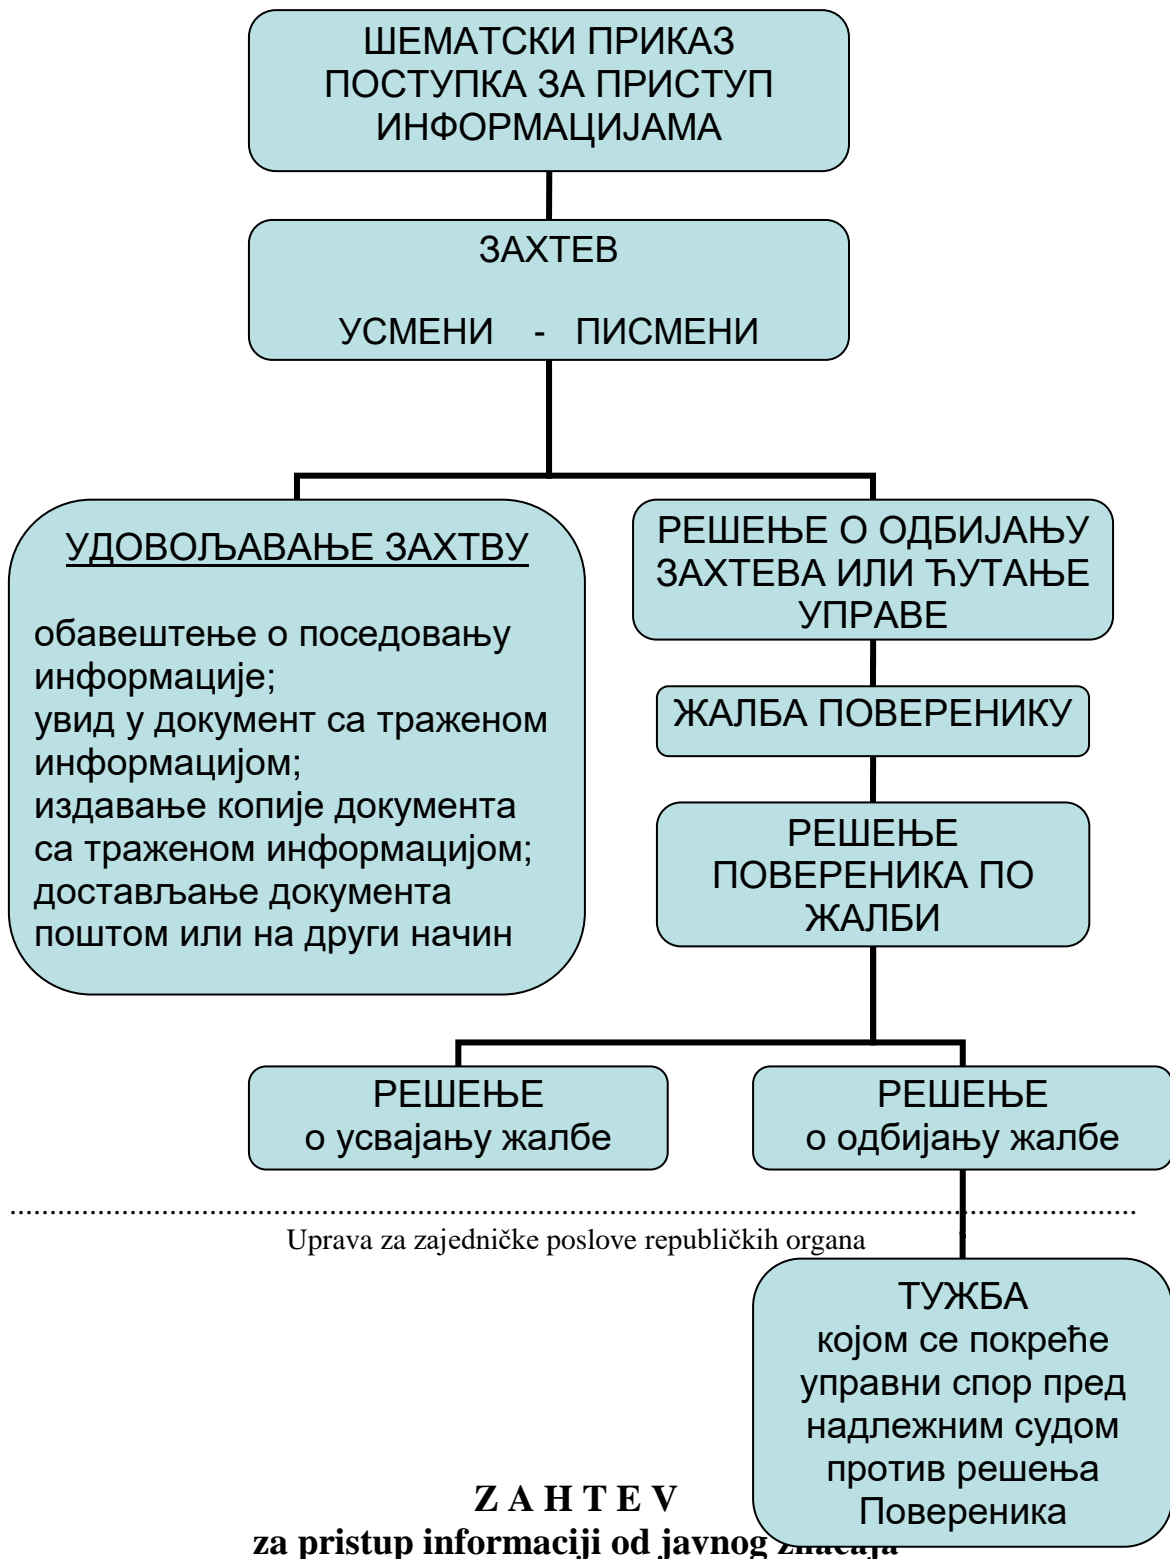 ШЕМАТСКИ ПРИКАЗ
ПОСТУПКА ЗА ПРИСТУП
ИНФОРМАЦИЈАМА
ЗАХТЕВ
УСМЕНИ - ПИСМЕНИ
УДОВОЉАВАЊЕ ЗАХТВУ
обавештење о поседовању
информације;
увид у документ са траженом
информацијом;
издавање копије документа
са траженом информацијом;
достављање документа
поштом или на други начин
РЕШЕЊЕ О ОДБИЈАЊУ
ЗАХТЕВА ИЛИ ЋУТАЊЕ
УПРАВЕ
ЖАЛБА ПОВЕРЕНИКУ
РЕШЕЊЕ
ПОВЕРЕНИКА ПО
ЖАЛБИ
РЕШЕЊЕ
о усвајању жалбе
РЕШЕЊЕ
о одбијању жалбе
Uprava za zajedničke poslove republičkih organa
ТУЖБА
којом се покреће
управни спор пред
надлежним судом
против решења
Повереника
Z A H T E V
za pristup informaciji od javnog značaja